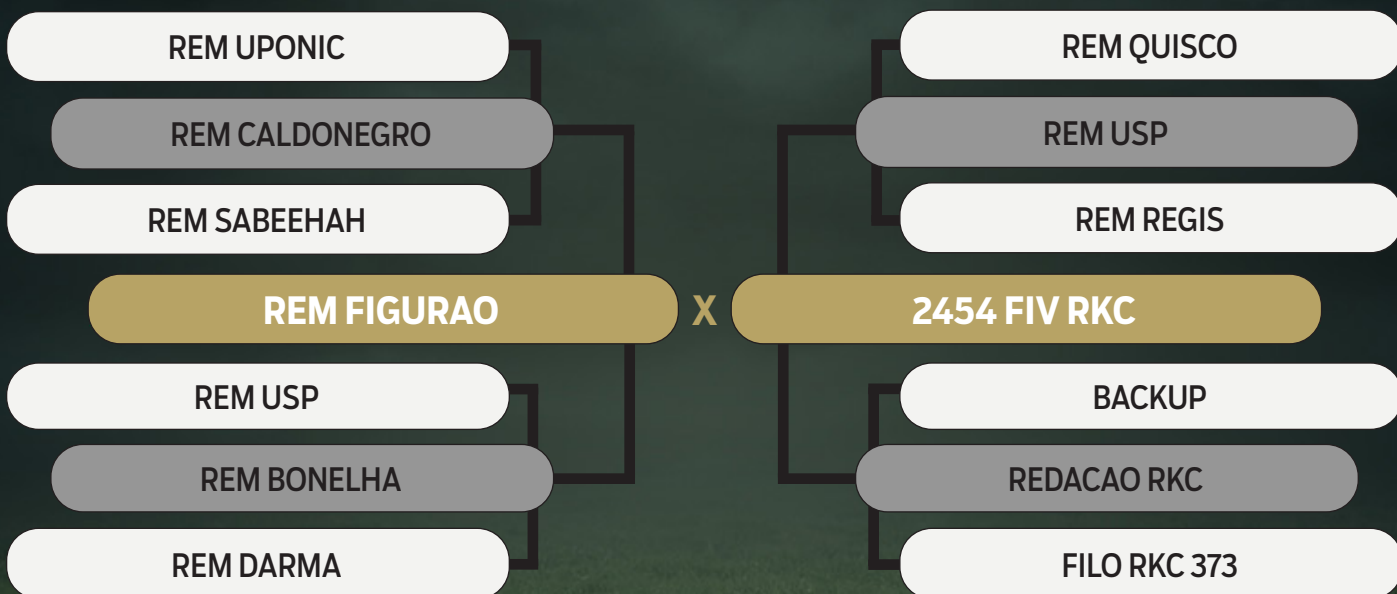 REM UPONIC
REM CALDONEGRO
REM SABEEHAH
REM FIGURAO
REM USP
REM BONELHA
REM DARMA
X
REM QUISCO
REM USP
REM REGIS
2454 FIV RKC
BACKUP
REDACAO RKC
FILO RKC 373